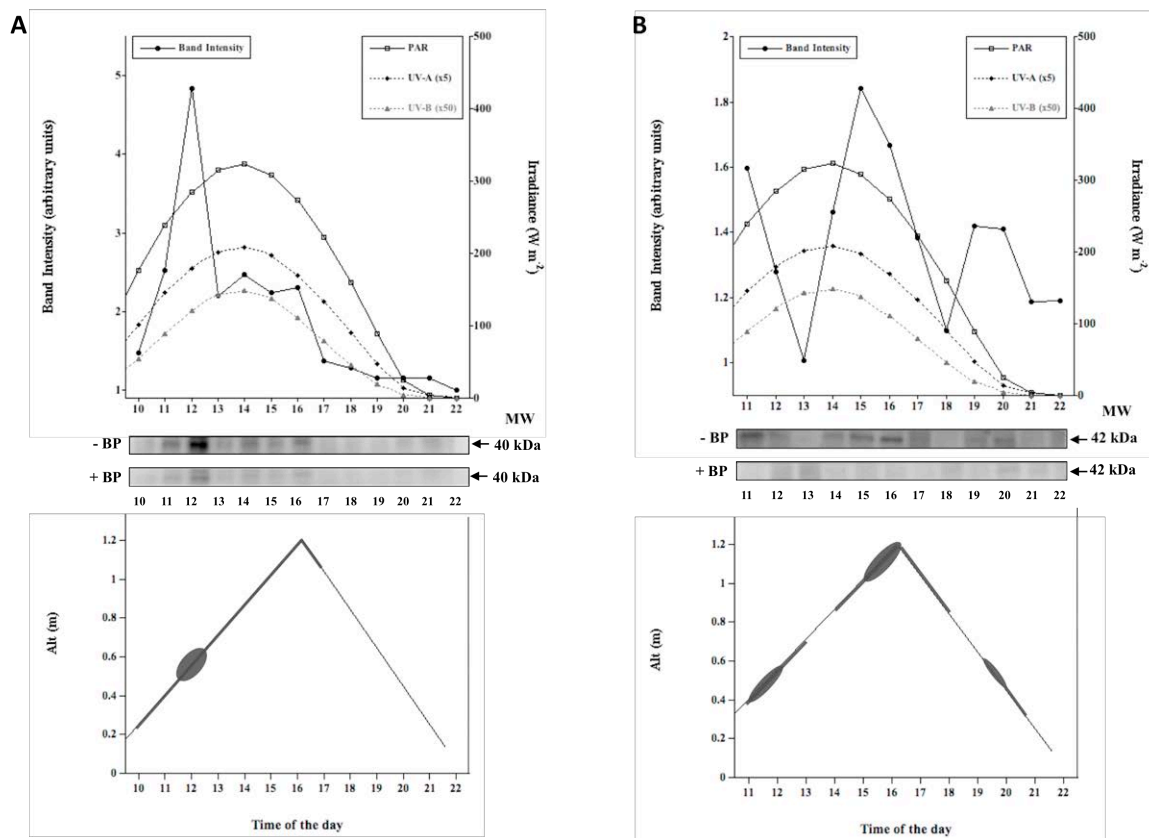 A
Band Intensity
PAR
UV-A (x5)
UV-B (x50)
Band Intensity (arbitrary units)
5
4
3
2
1
500
400
300
200
100
0
Irradiance (W m-2)
10 11 12 13 14 15 16 17 18 19 20 21 22
MW
- BP
40 kDa
+ BP
40 kDa
10 11 12 13 14 15 16 17 18 19 20 21 22
Alt (m)
1.2
1
0.8
0.6
0.4
0.2
0
10 11 12 13 14 15 16 17 18 19 20 21 22
Time of the day
B
Band Intensity
PAR
UV-A (x5)
UV-B (x50)
Band Intensity (arbitrary units)
2
1.8
1.6
1.4
1.2
1
500
400
300
200
100
0
Irradiance (W m-2)
11 12 13 14 15 16 17 18 19 20 21 22
MW
- BP
42 kDa
+ BP
42 kDa
11 12 13 14 15 16 17 18 19 20 21 22
Alt (m)
1.2
1
0.8
0.6
0.4
0.2
0
11 12 13 14 15 16 17 18 19 20 21 22
Time of the day